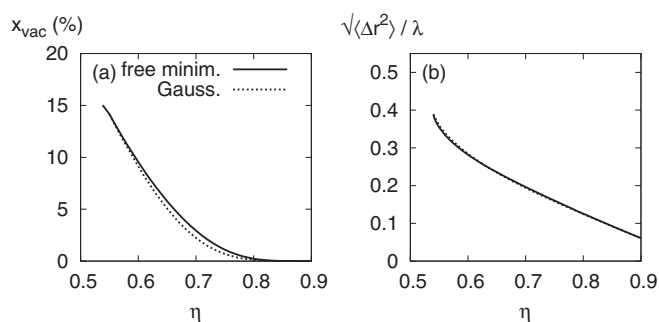 x_vac (%)
20
15
10
5
0
(a)
free minim.
Gauss.
0.5 0.6 0.7 0.8 0.9
η
√⟨Δr²⟩ / λ
0.5
0.4
0.3
0.2
0.1
0
(b)
0.5 0.6 0.7 0.8 0.9
η